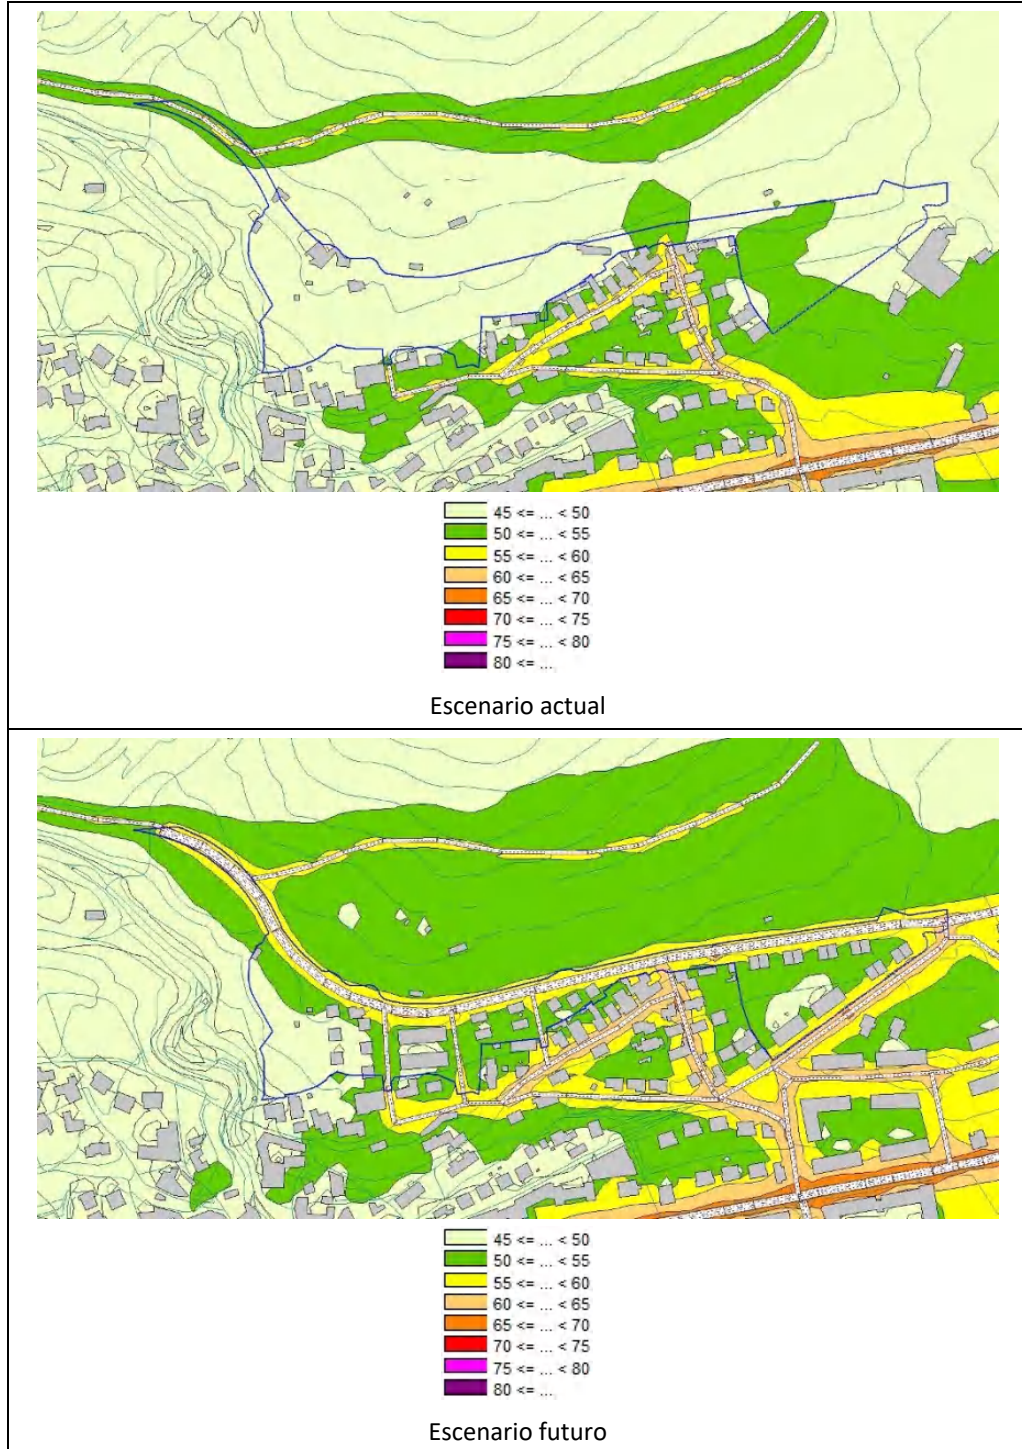 45 <= ... < 50
50 <= ... < 55
55 <= ... < 60
60 <= ... < 65
65 <= ... < 70
70 <= ... < 75
75 <= ... < 80
80 <= ...
Escenario actual
45 <= ... < 50
50 <= ... < 55
55 <= ... < 60
60 <= ... < 65
65 <= ... < 70
70 <= ... < 75
75 <= ... < 80
80 <= ...
Escenario futuro